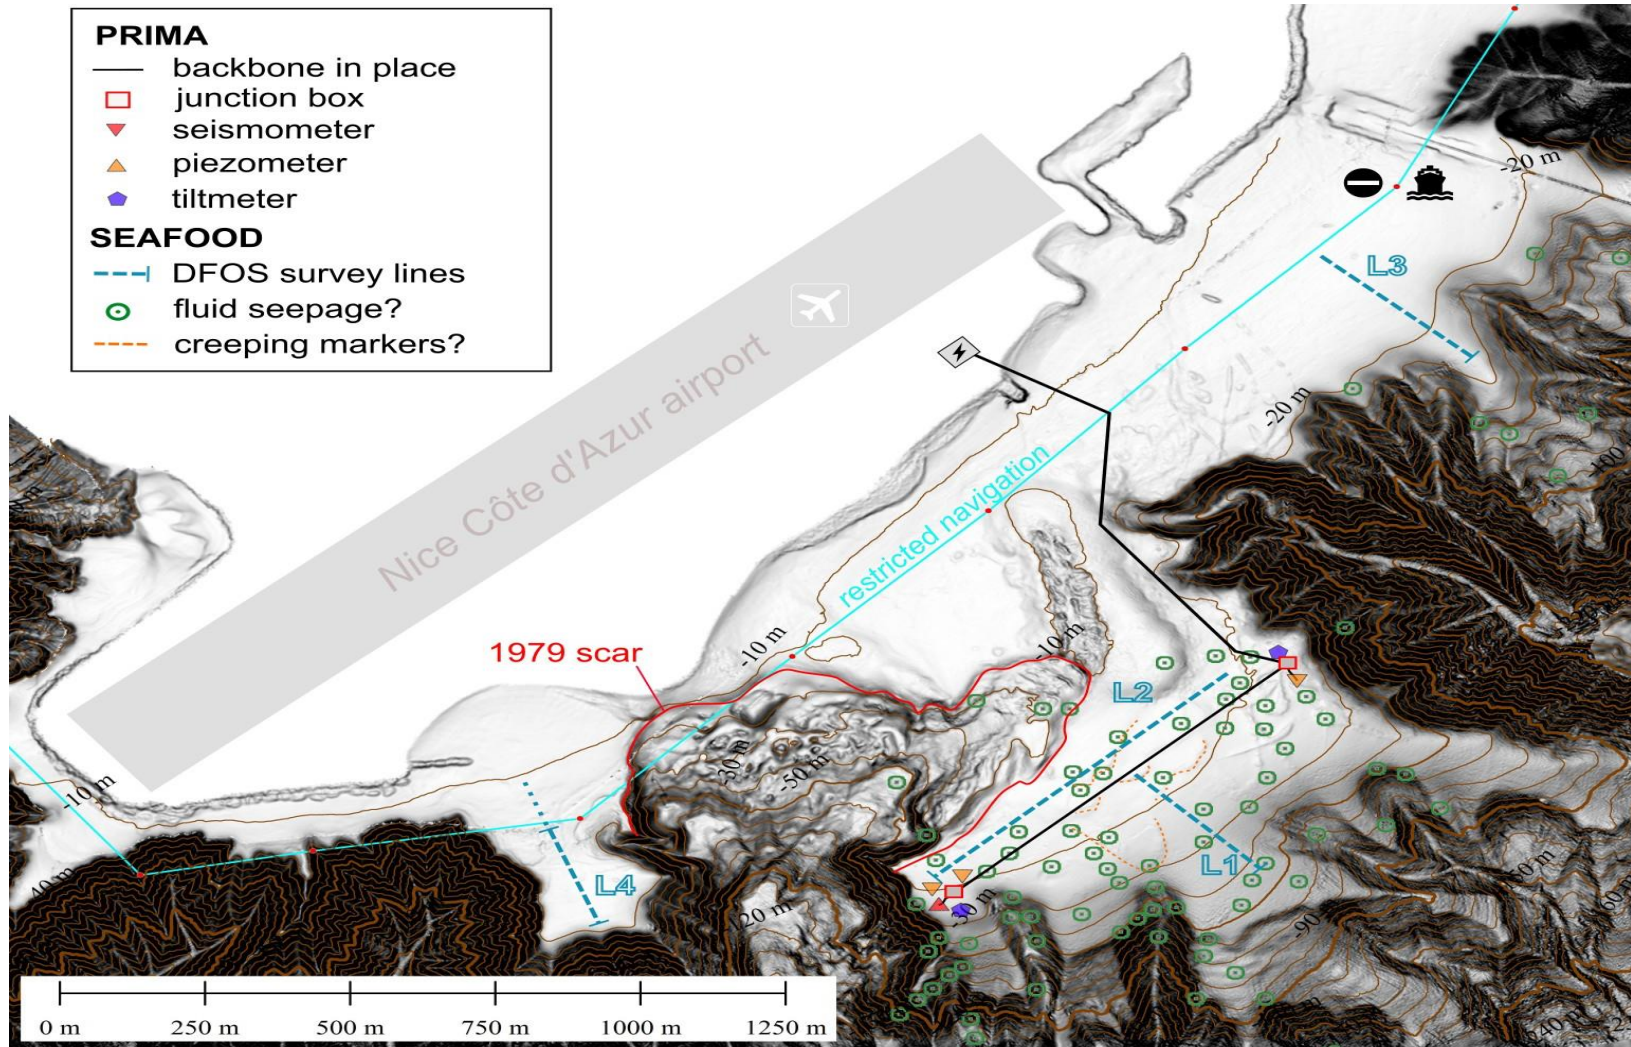 PRIMA
backbone in place
junction box
seismometer
piezometer
tiltmeter
SEAFOOD
DFOS survey lines
fluid seepage?
creeping markers?
-20 m
L3
Nice Côte d'Azur airport
-20 m
restricted navigation
-10 m
1979 scar
-10 m
L2
-30 m
-50 m
-10 m
L1
L4
-30 m
-90
0 m
250 m
500 m
750 m
1000 m
1250 m